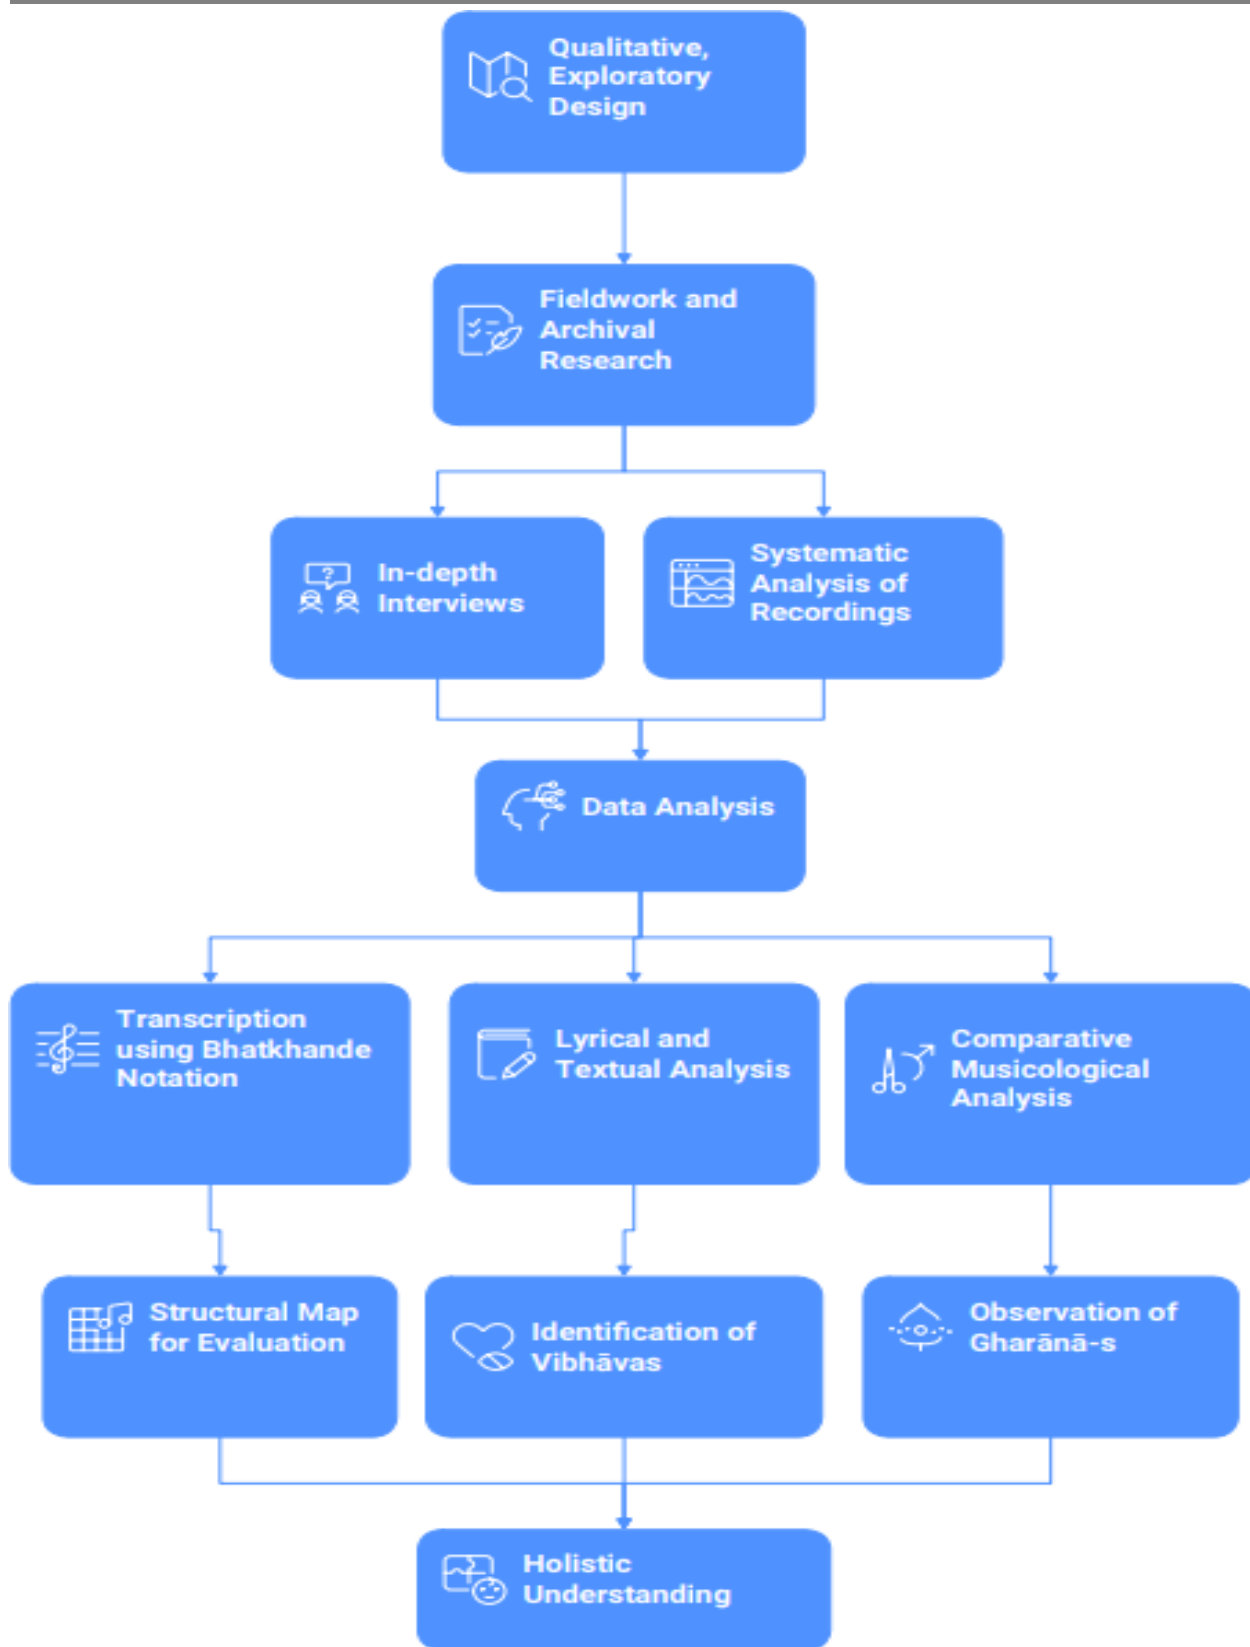 Qualitative,
Exploratory
Design
Fieldwork and
Archival
Research
?
In-depth
Interviews
Systematic
Analysis of
Recordings
Data Analysis
Transcription
using Bhatkhande
Notation
Lyrical and
Textual Analysis
Comparative
Musicological
Analysis
Structural Map
for Evaluation
Identification of
Vibhāvas
Observation of
Gharānā-s
Holistic
Understanding